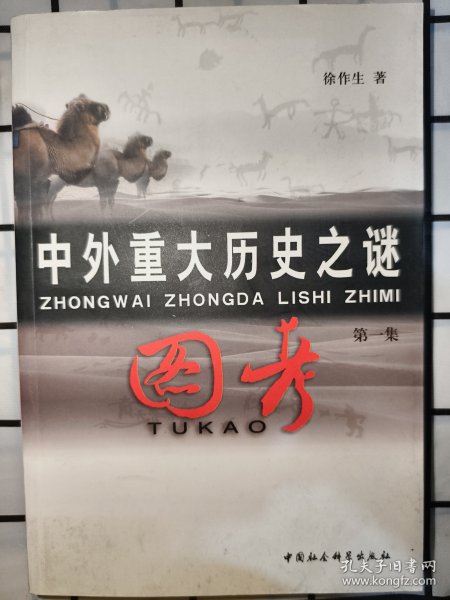 徐作生 著
中外重大历史之谜
ZHONGWAI ZHONGDA LISHI ZHIMI
第一集
图考
TUKAO
中国社会科学出版社
孔夫子旧书网
www.kongfz.com